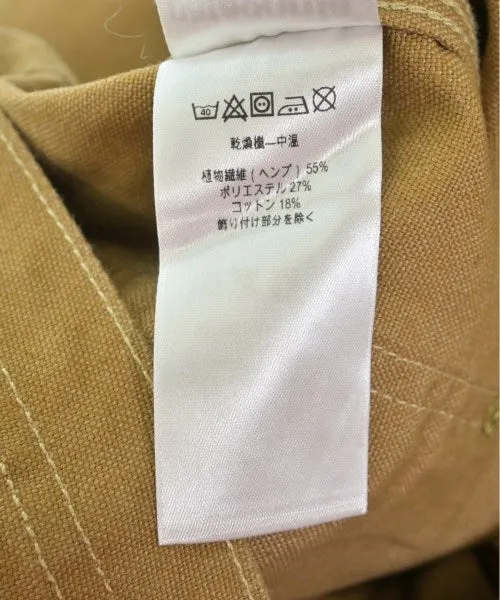 40
乾燥機―中温
植物繊維(ヘンプ) 55%
ポリエステル 27%
コットン 18%
飾り付け部分を除く